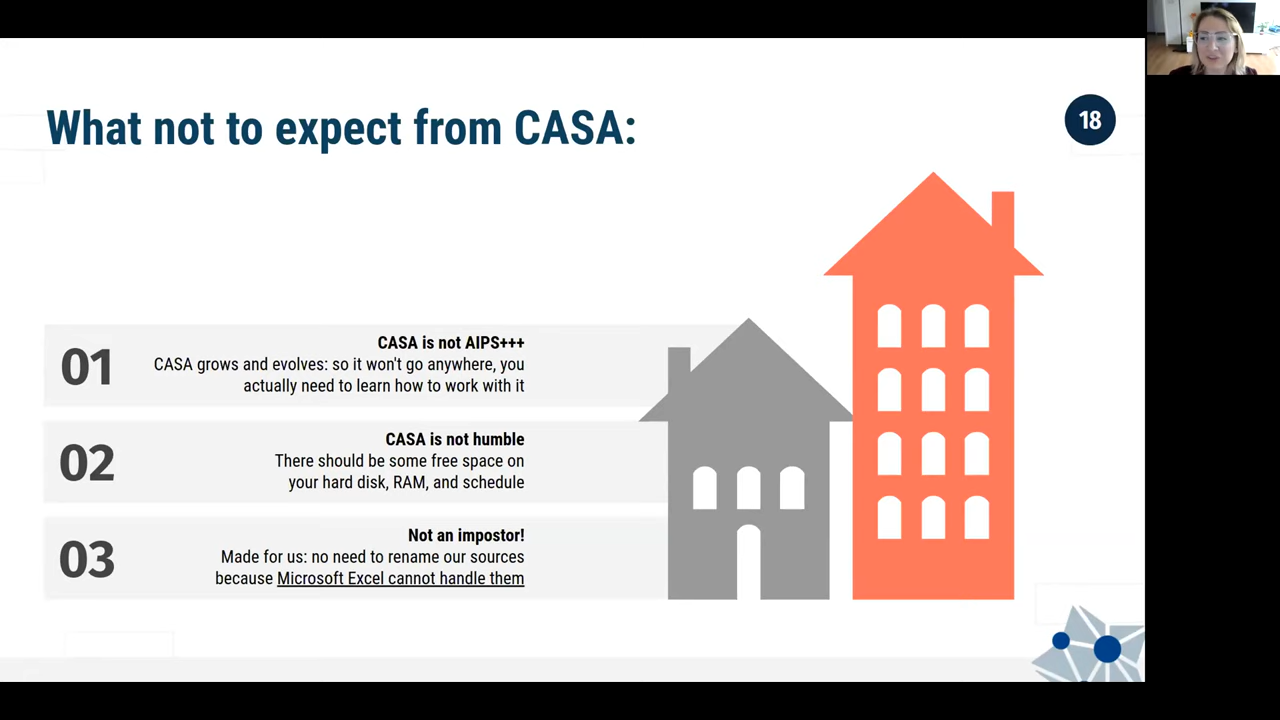 What not to expect from CASA:
18
01
CASA is not AIPS+++
CASA grows and evolves: so it won't go anywhere, you
actually need to learn how to work with it
02
CASA is not humble
There should be some free space on
your hard disk, RAM, and schedule
03
Not an impostor!
Made for us: no need to rename our sources
because Microsoft Excel cannot handle them